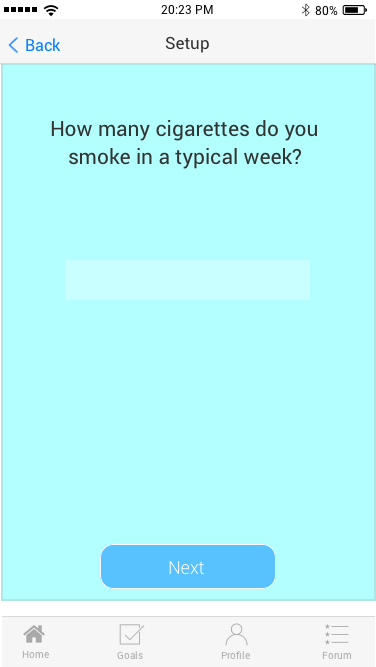 20:23 PM
80%
Back
Setup
How many cigarettes do you
smoke in a typical week?
Next
Home
Goals
Profile
Forum